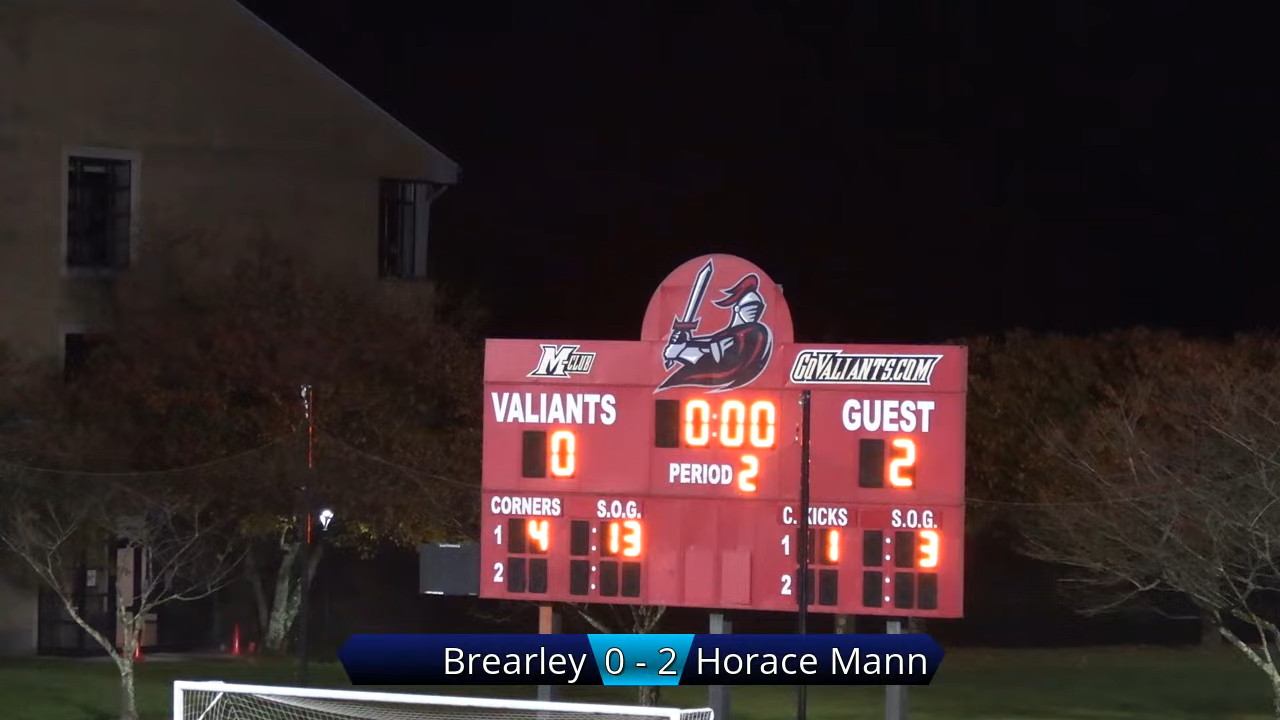 M-CLUB
GOVALIANTS.COM
VALIANTS 0:00 GUEST
0 PERIOD 2 2
CORNERS S.O.G. C.KICKS S.O.G.
1 4 : 13 1 1 : 3
2 : 2 :
Brearley 0 - 2 Horace Mann